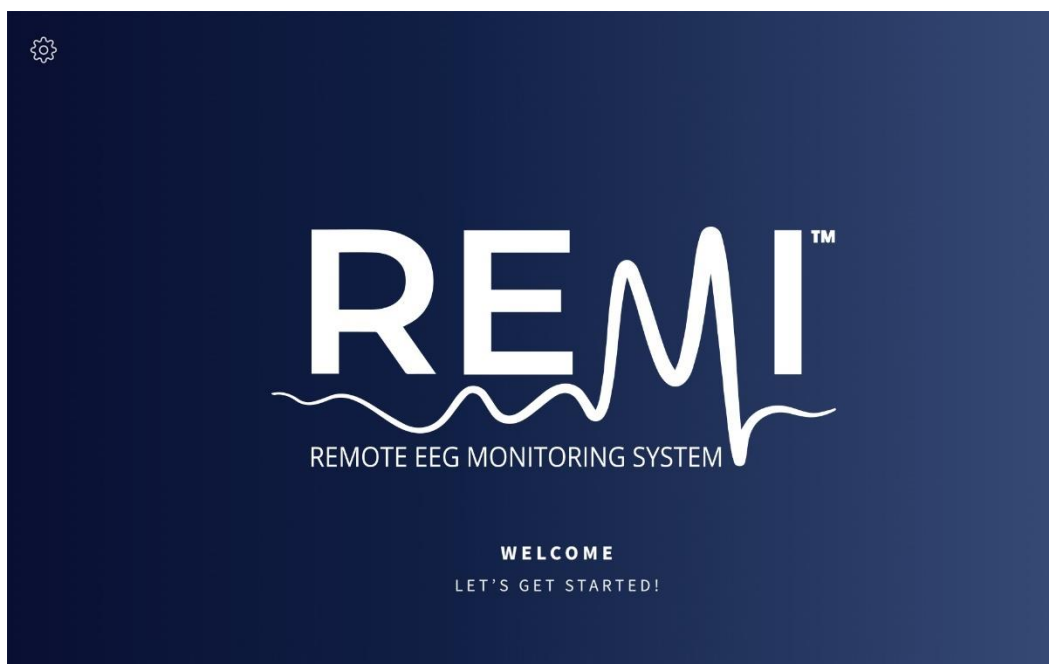 REMI™
REMOTE EEG MONITORING SYSTEM
WELCOME
LET'S GET STARTED!